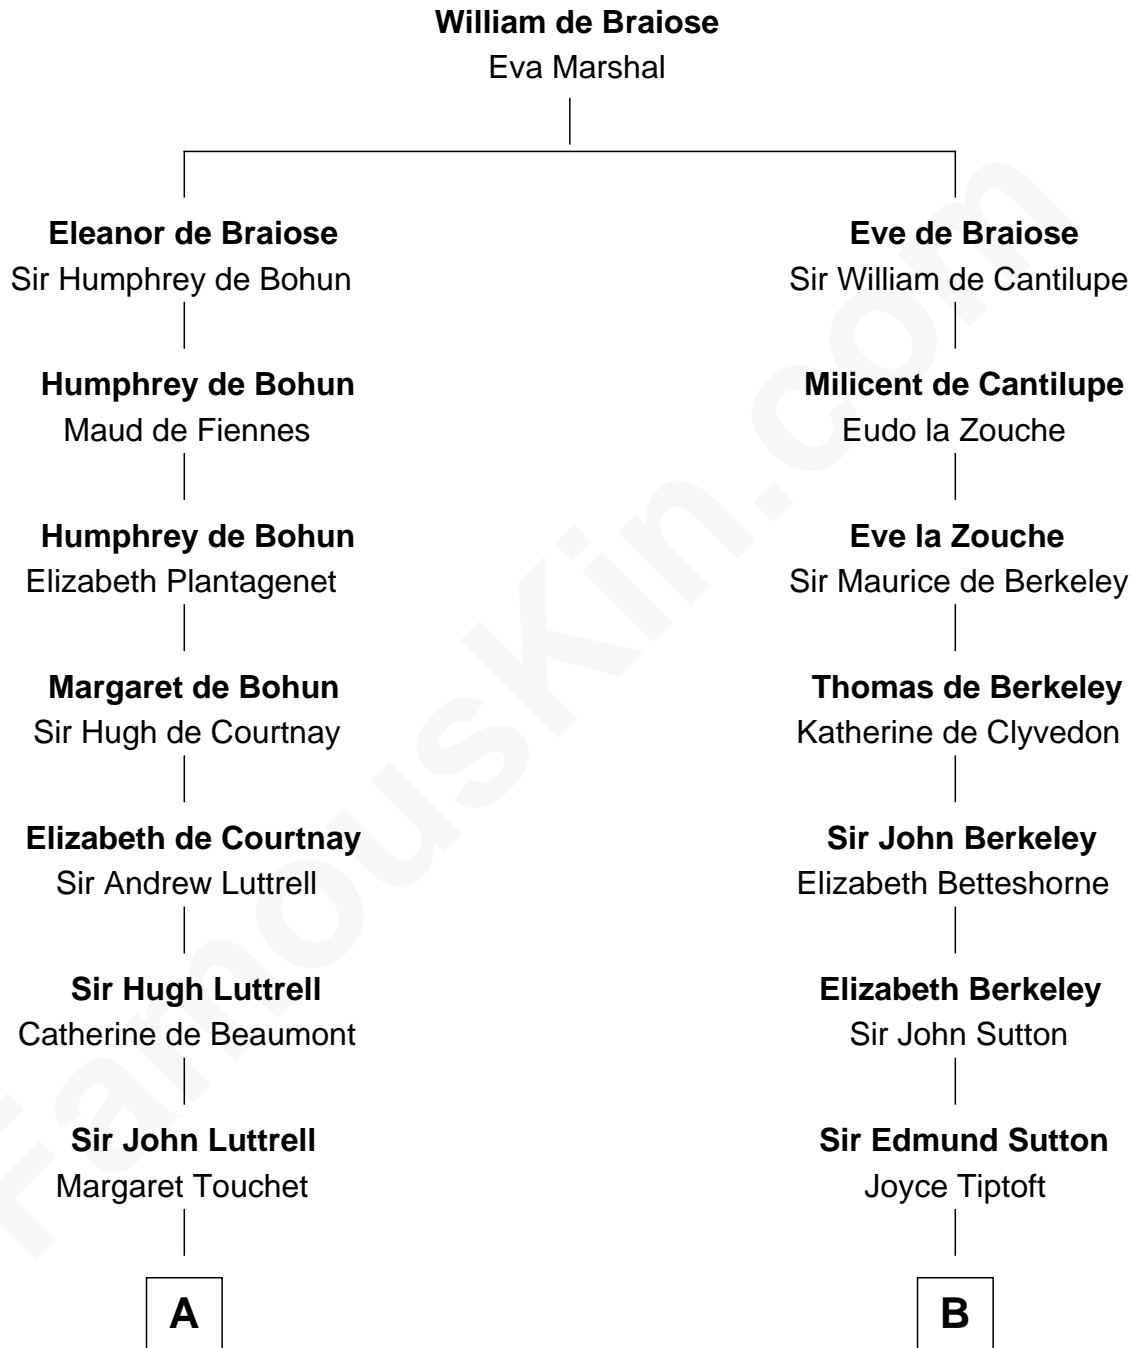 William de Braiose
Eva Marshal
Eleanor de Braiose
Sir Humphrey de Bohun
Eve de Braiose
Sir William de Cantilupe
Humphrey de Bohun
Maud de Fiennes
Milicent de Cantilupe
Eudo la Zouche
Humphrey de Bohun
Elizabeth Plantagenet
Eve la Zouche
Sir Maurice de Berkeley
Margaret de Bohun
Sir Hugh de Courtnay
Thomas de Berkeley
Katherine de Clyvedon
Elizabeth de Courtnay
Sir Andrew Luttrell
Sir John Berkeley
Elizabeth Betteshorne
Sir Hugh Luttrell
Catherine de Beaumont
Elizabeth Berkeley
Sir John Sutton
Sir John Luttrell
Margaret Touchet
Sir Edmund Sutton
Joyce Tiptoft
A
B
FamousKin.com